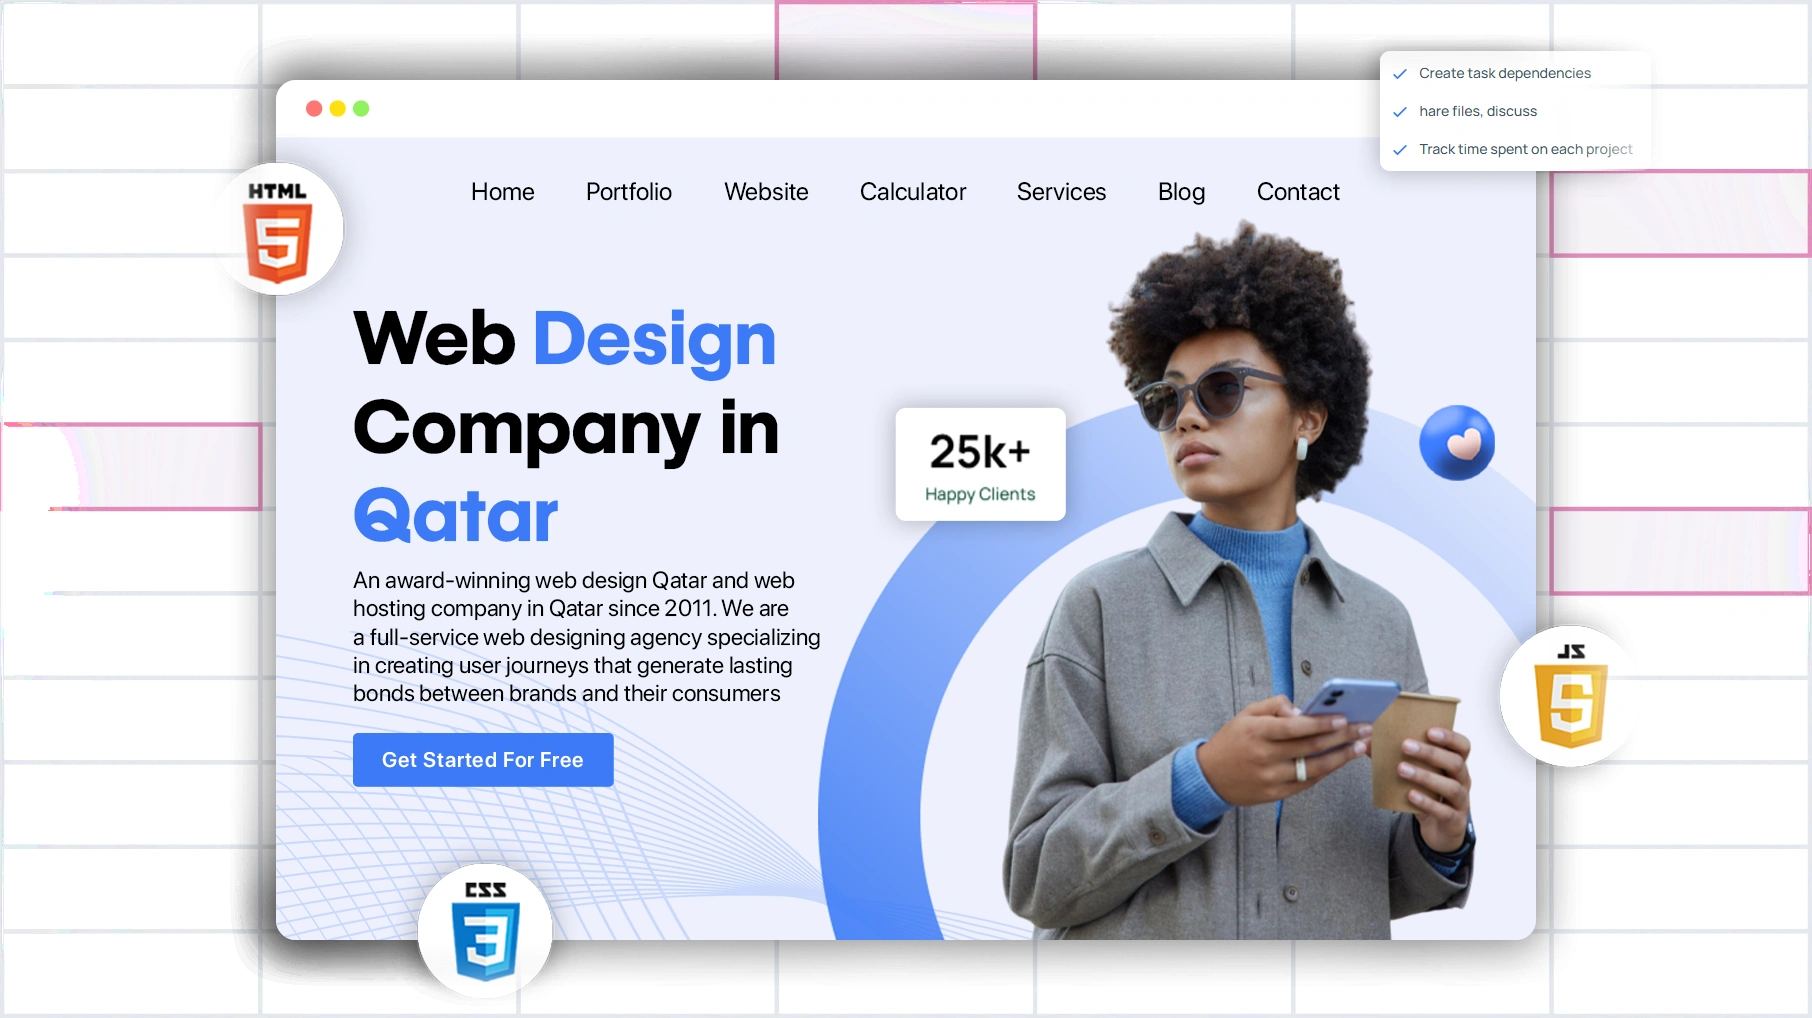 Create task dependencies
hare files, discuss
Track time spent on each project
Home Portfolio Website Calculator Services Blog Contact
HTML
5
Web Design
Company in
Qatar
25k+
Happy Clients
An award-winning web design Qatar and web
hosting company in Qatar since 2011. We are
a full-service web designing agency specializing
in creating user journeys that generate lasting
bonds between brands and their consumers
Get Started For Free
JS
5
CSS
3